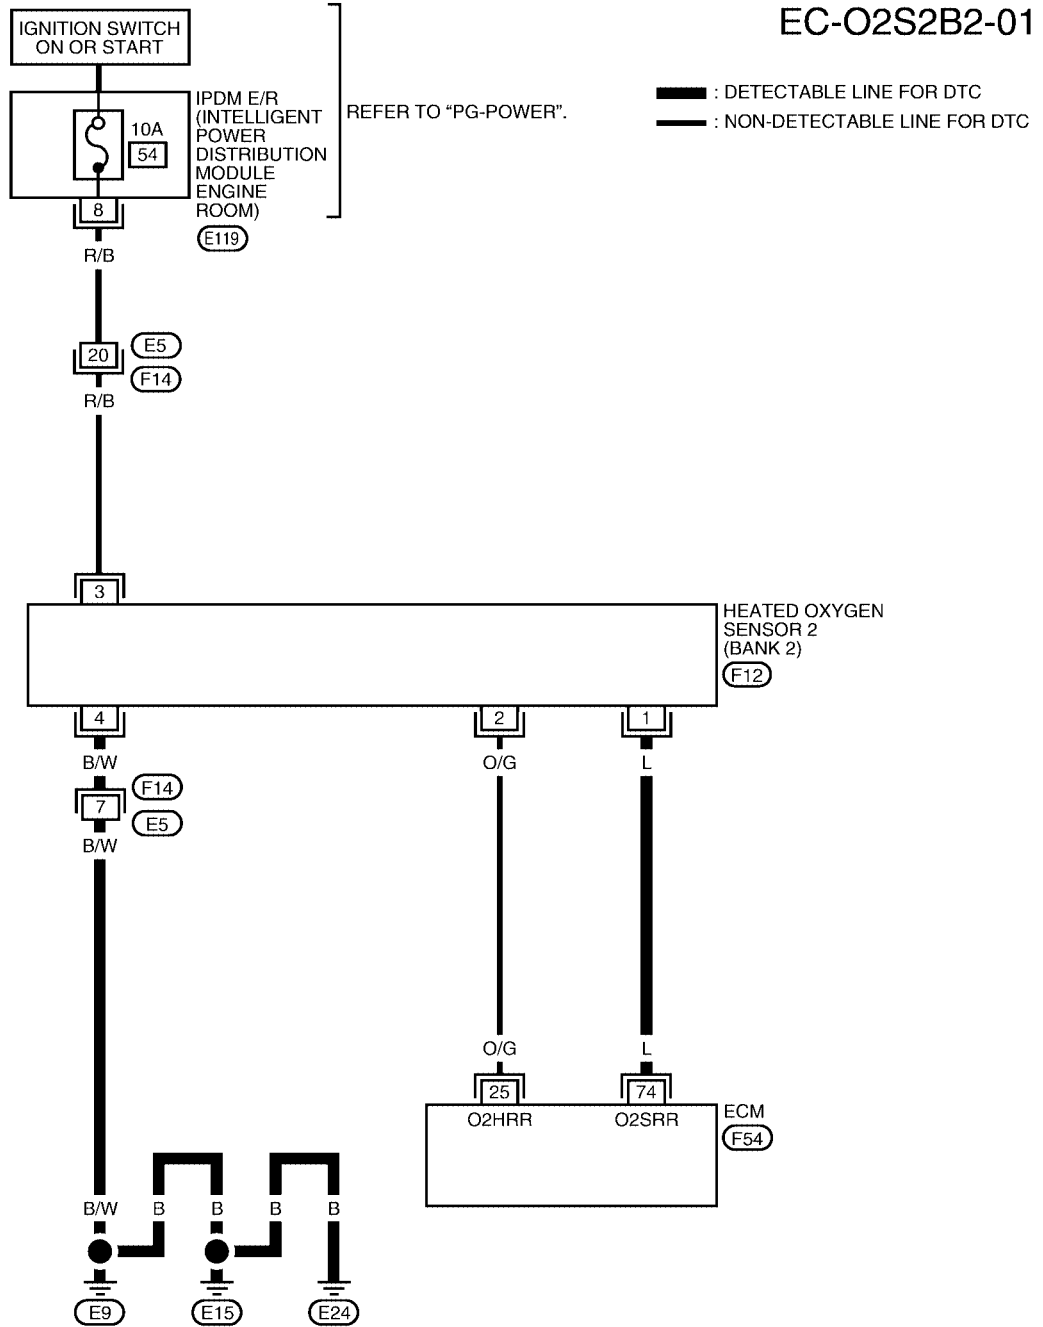 EC-O2S2B2-01
IGNITION SWITCH
ON OR START
IPDM E/R
(INTELLIGENT
POWER
DISTRIBUTION
MODULE
ENGINE
ROOM)
E119
10A
54
8
REFER TO “PG-POWER”.
: DETECTABLE LINE FOR DTC
: NON-DETECTABLE LINE FOR DTC
R/B
20
E5
F14
R/B
3
HEATED OXYGEN
SENSOR 2
(BANK 2)
F12
4
2
1
B/W
O/G
L
F14
7
E5
B/W
O/G
L
25
74
O2HRR
O2SRR
ECM
F54
B/W
B
B
B
B
E9
E15
E24